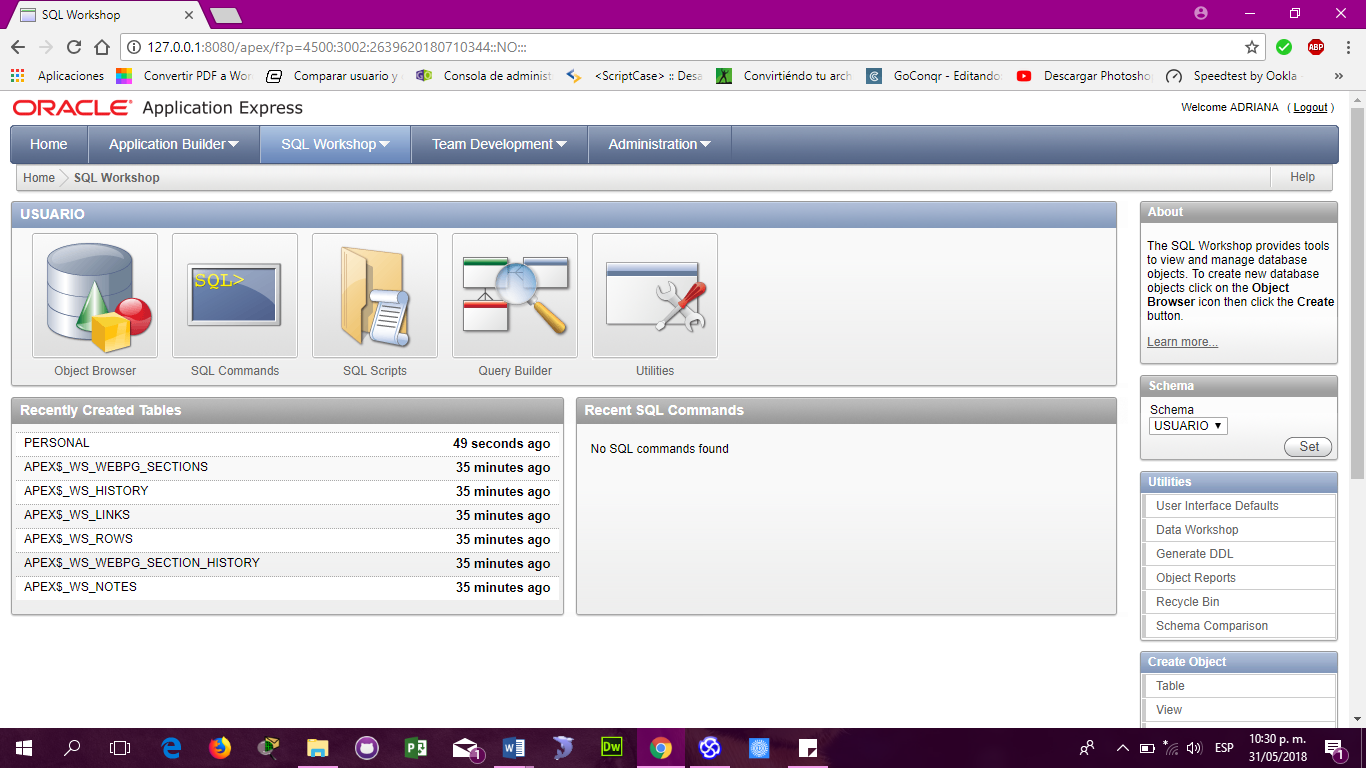 SQL Workshop
127.0.0.1:8080/apex/f?p=4500:3002:2639620180710344::NO:::
ABP
Aplicaciones
Convertir PDF a Wor
Comparar usuario y
Consola de administ
<ScriptCase> :: Desa
Convirtiéndo tu arch
GoConqr - Editando
Descargar Photosho
Speedtest by Ookla
»
ORACLE Application Express
Welcome ADRIANA ( Logout )
Home
Application Builder
SQL Workshop
Team Development
Administration
Home
SQL Workshop
Help
USUARIO
SQL>
Object Browser
SQL Commands
SQL Scripts
Query Builder
Utilities
Recently Created Tables
PERSONAL 49 seconds ago
APEX$_WS_WEBPG_SECTIONS 35 minutes ago
APEX$_WS_HISTORY 35 minutes ago
APEX$_WS_LINKS 35 minutes ago
APEX$_WS_ROWS 35 minutes ago
APEX$_WS_WEBPG_SECTION_HISTORY 35 minutes ago
APEX$_WS_NOTES 35 minutes ago
Recent SQL Commands
No SQL commands found
About
The SQL Workshop provides tools
to view and manage database
objects. To create new database
objects click on the Object
Browser icon then click the Create
button.
Learn more...
Schema
Schema
USUARIO
Set
Utilities
User Interface Defaults
Data Workshop
Generate DDL
Object Reports
Recycle Bin
Schema Comparison
Create Object
Table
View
1
Dw
ESP
10:30 p. m.
31/05/2018
1